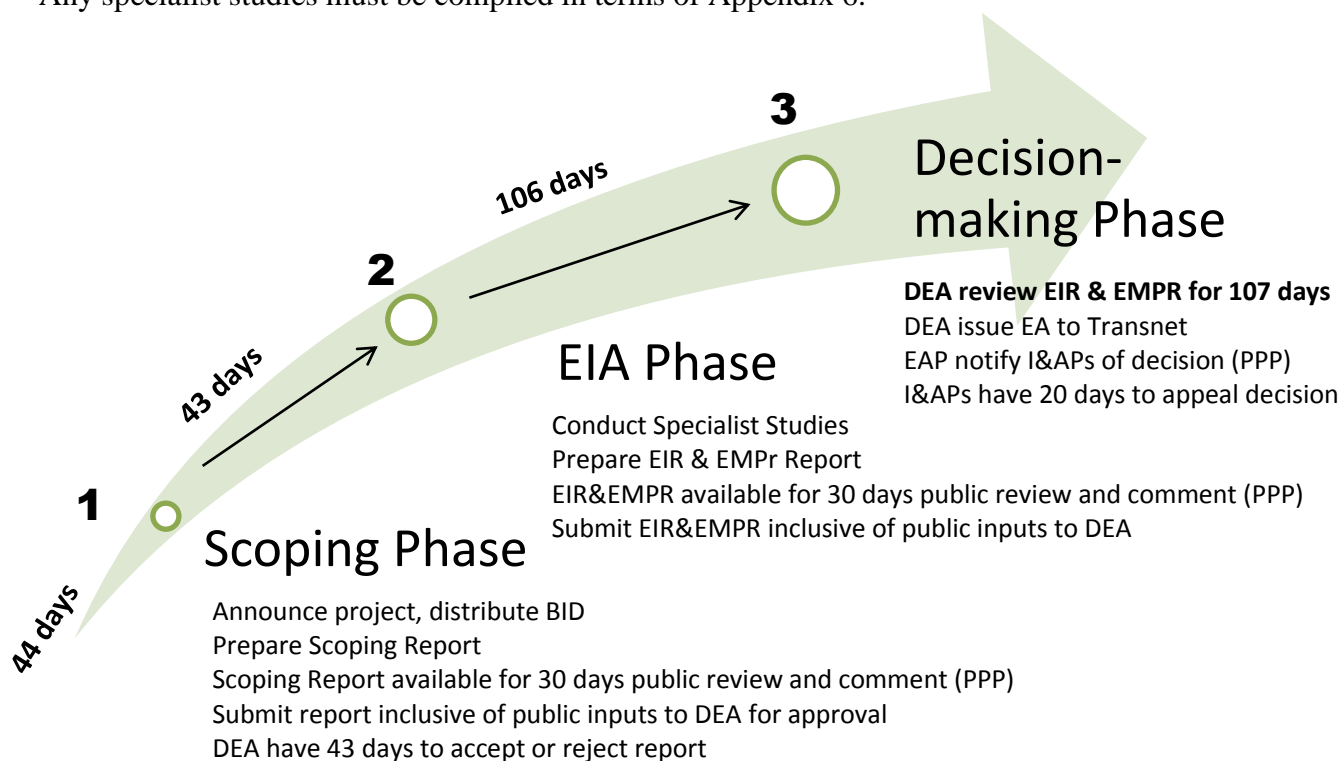 Any specialist studies must be compiled in terms of Appendix 6.
3
106 days
Decision-
making Phase
DEA review EIR & EMPR for 107 days
DEA issue EA to Transnet
EAP notify I&APs of decision (PPP)
I&APs have 20 days to appeal decision
2
43 days
EIA Phase
Conduct Specialist Studies
Prepare EIR & EMPr Report
EIR&EMPR available for 30 days public review and comment (PPP)
Submit EIR&EMPR inclusive of public inputs to DEA
1
44 days
Scoping Phase
Announce project, distribute BID
Prepare Scoping Report
Scoping Report available for 30 days public review and comment (PPP)
Submit report inclusive of public inputs to DEA for approval
DEA have 43 days to accept or reject report